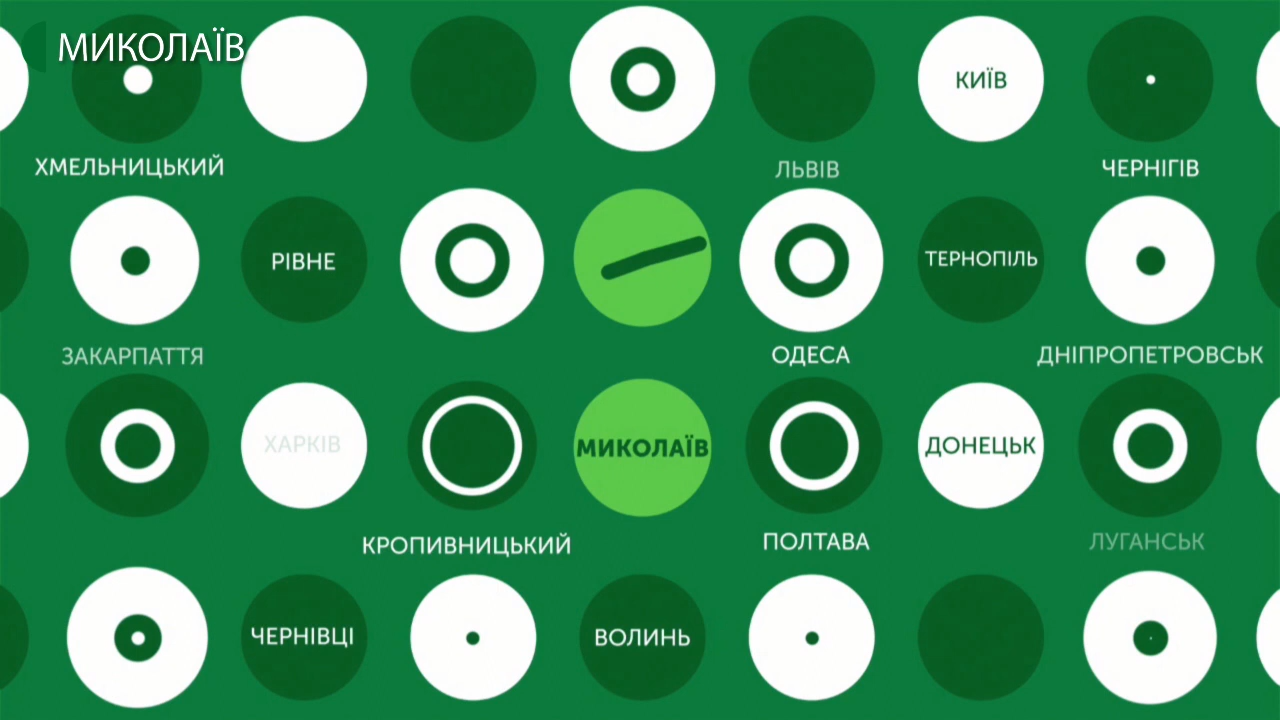 МИКОЛАЇВ
КИЇВ
ХМЕЛЬНИЦЬКИЙ
ЛЬВІВ
ЧЕРНІГІВ
РІВНЕ
ТЕРНОПІЛЬ
ЗАКАРПАТТЯ
ОДЕСА
ДНІПРОПЕТРОВСЬК
ХАРКІВ
МИКОЛАЇВ
ДОНЕЦЬК
КРОПИВНИЦЬКИЙ
ПОЛТАВА
ЛУГАНСЬК
ЧЕРНІВЦІ
ВОЛИНЬ